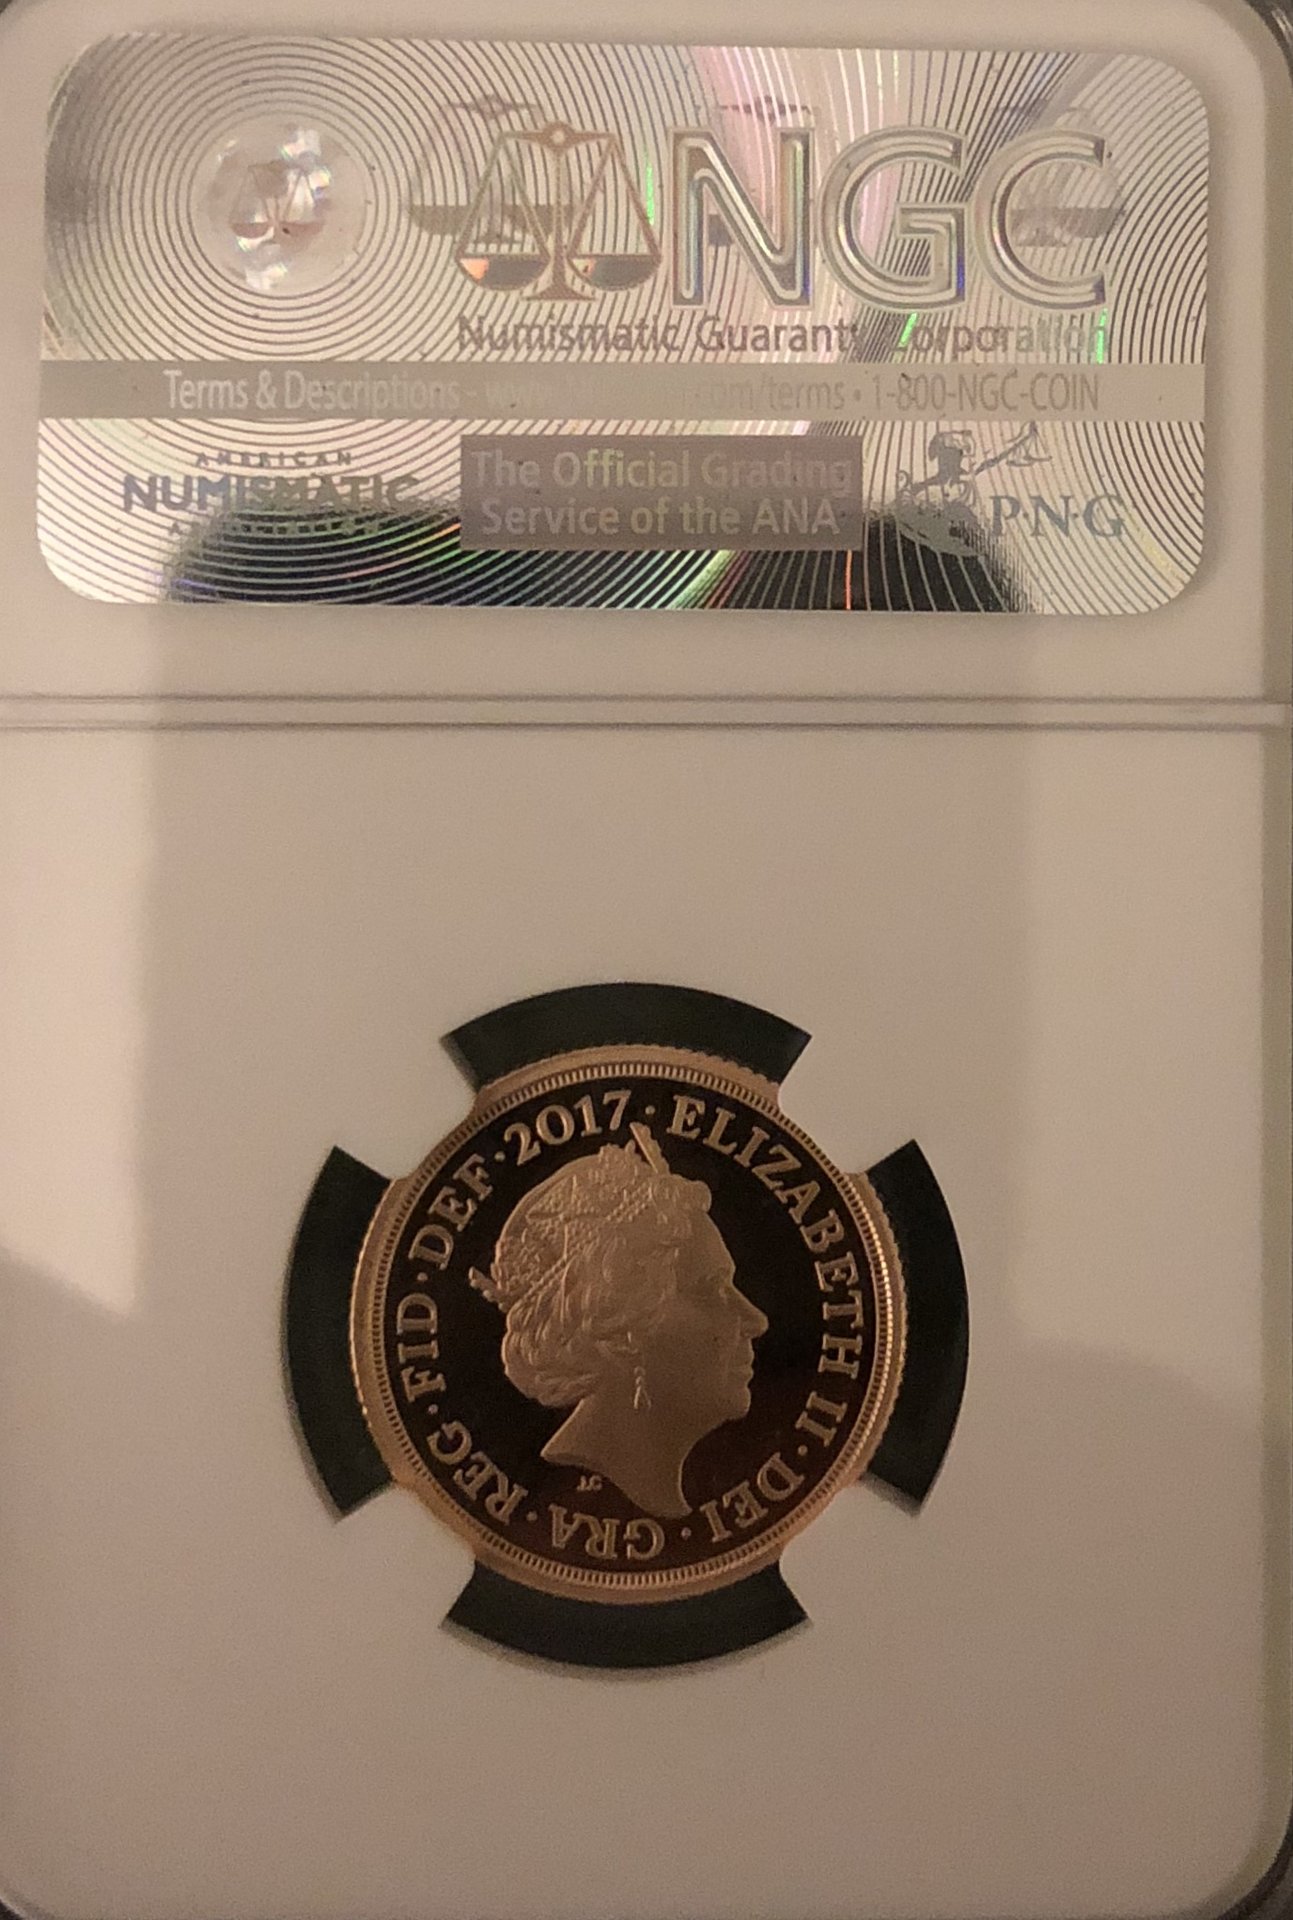 NGC
Numismatic Guaranty Corporation
Terms & Descriptions - www. .com/terms • 1-800-NGC-COIN
AMERICAN
NUMISMATIC
The Official Grading
Service of the ANA
P·N·G
ELIZABETH II · DEI · GRA · REG · FID · DEF · 2017 ·
JC